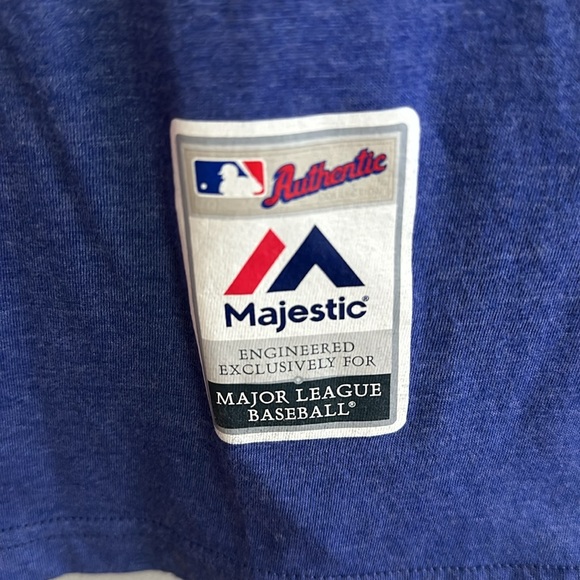 Authentic
Majestic®
ENGINEERED
EXCLUSIVELY FOR
MAJOR LEAGUE
BASEBALL®